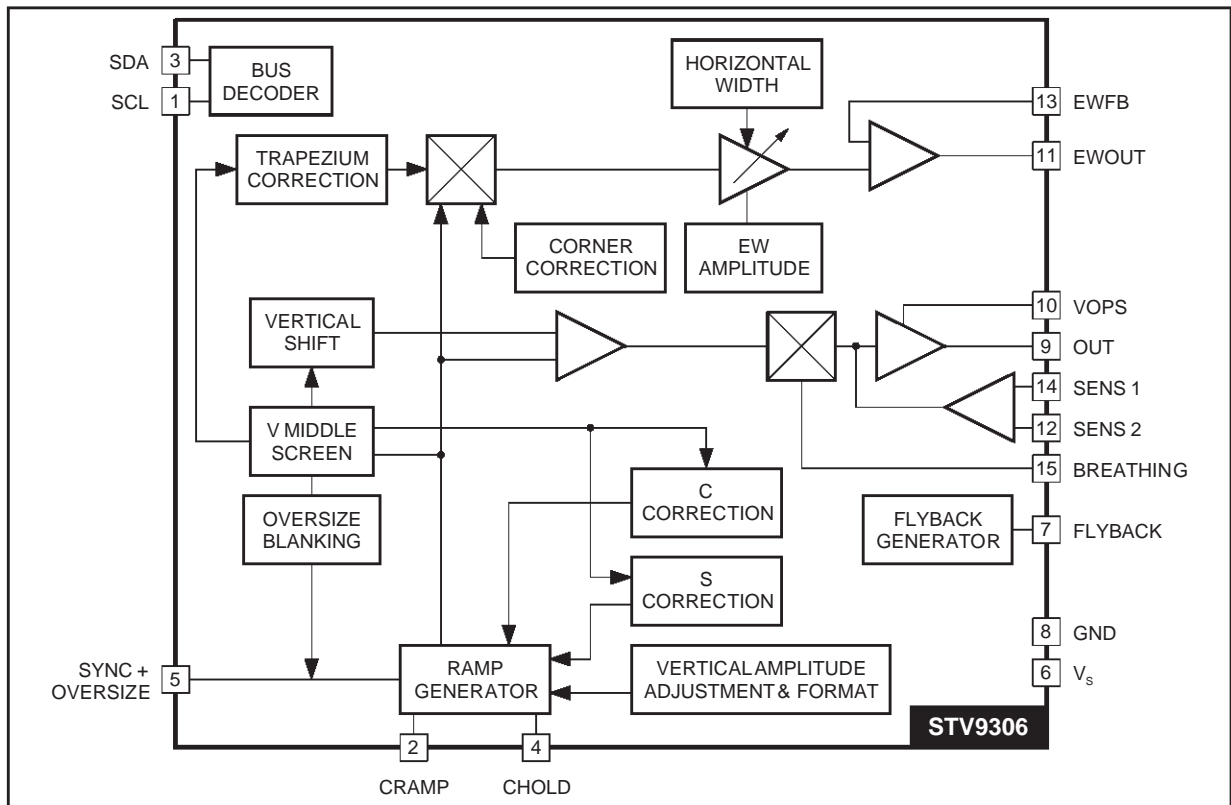 SDA
3
SCL
1
BUS
DECODER
HORIZONTAL
WIDTH
13
EWFB
11
EWOUT
TRAPEZIUM
CORRECTION
CORNER
CORRECTION
EW
AMPLITUDE
VERTICAL
SHIFT
10
VOPS
9
OUT
14
SENS 1
12
SENS 2
15
BREATHING
V MIDDLE
SCREEN
C
CORRECTION
OVERSIZE
BLANKING
FLYBACK
GENERATOR
7
FLYBACK
S
CORRECTION
8
GND
SYNC +
OVERSIZE
5
RAMP
GENERATOR
VERTICAL AMPLITUDE
ADJUSTMENT & FORMAT
6
VS
STV9306
2
4
CRAMP
CHOLD